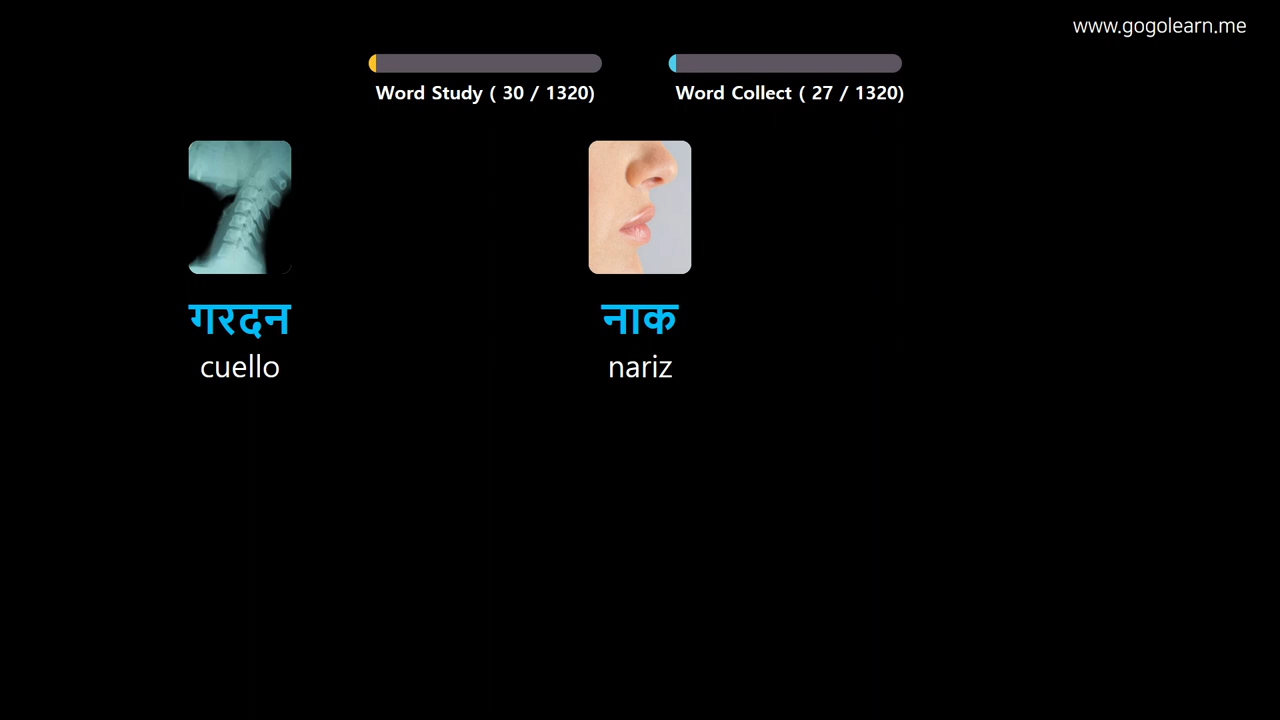 www.gogolearn.me
Word Study ( 30 / 1320)
Word Collect ( 27 / 1320)
गरदन
cuello
नाक
nariz